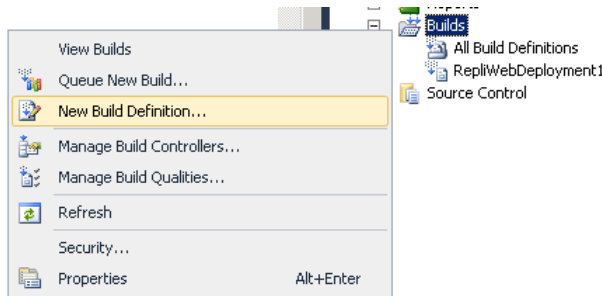 Reports
Builds
All Build Definitions
RepliWebDeployment1
Source Control
View Builds
Queue New Build...
New Build Definition...
Manage Build Controllers...
Manage Build Qualities...
Refresh
Security...
Properties Alt+Enter